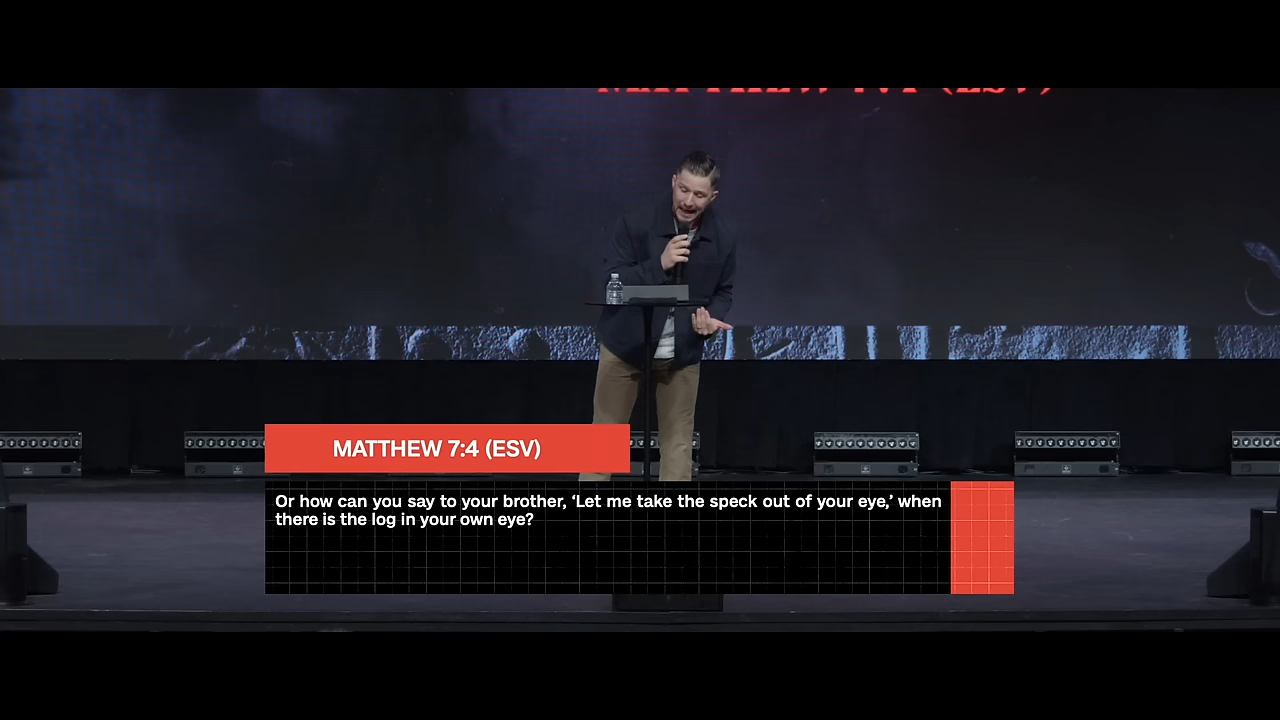 MATTHEW 7:4 (ESV)
Or how can you say to your brother, ‘Let me take the speck out of your eye,’ when
there is the log in your own eye?